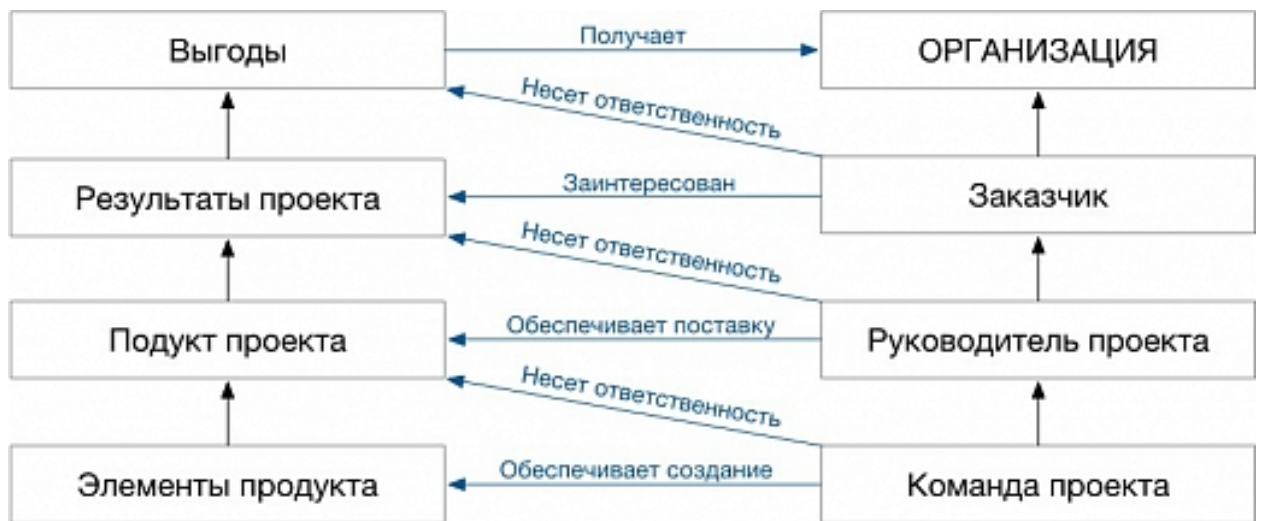 Выгоды
Получает
ОРГАНИЗАЦИЯ
Несет ответственность
Результаты проекта
Заинтересован
Заказчик
Несет ответственность
Подукт проекта
Обеспечивает поставку
Руководитель проекта
Несет ответственность
Элементы продукта
Обеспечивает создание
Команда проекта